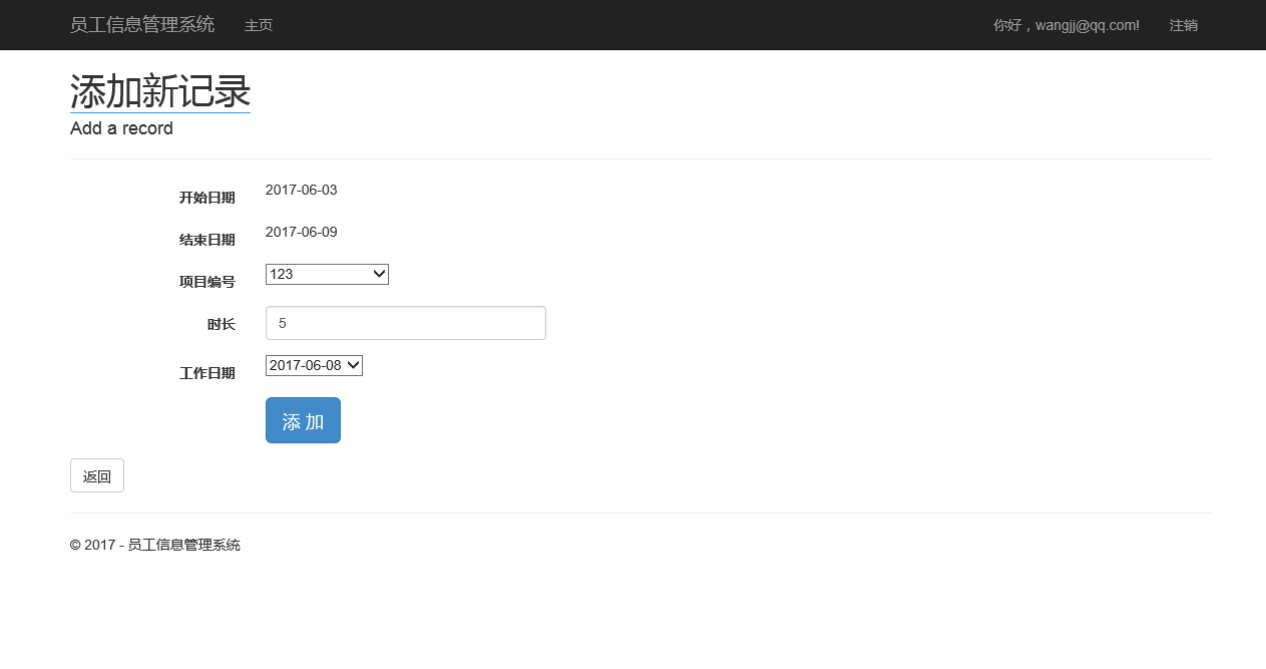 员工信息管理系统 主页 你好，wangjj@qq.com! 注销
添加新记录
Add a record
开始日期 2017-06-03
结束日期 2017-06-09
项目编号 123
时长 5
工作日期 2017-06-08
添 加
返回
© 2017 - 员工信息管理系统